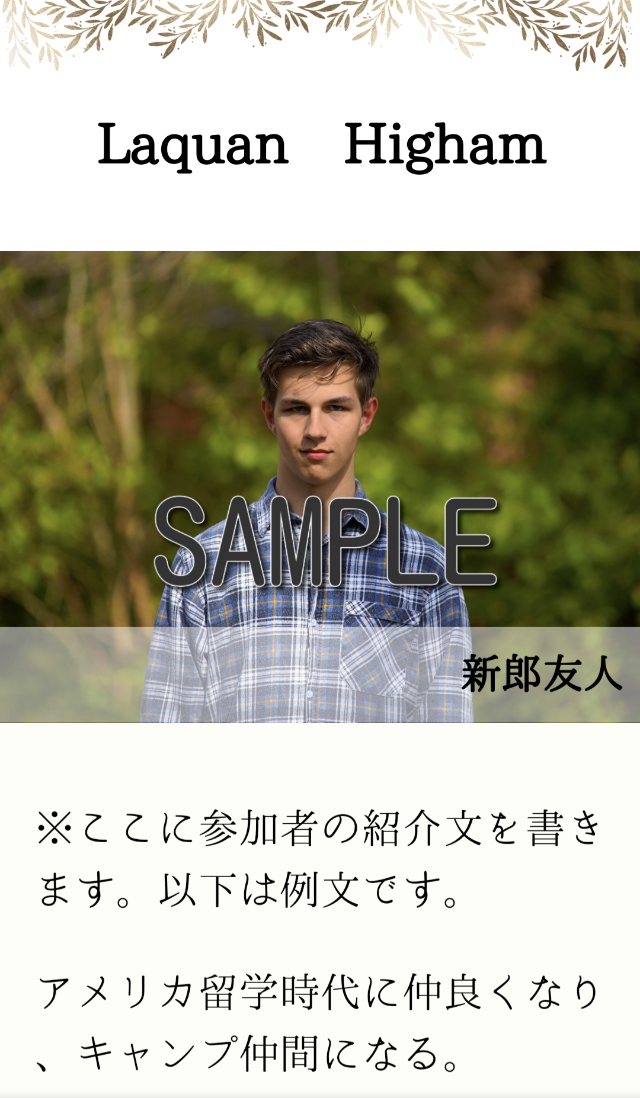 Laquan　Higham
SAMPLE
新郎友人
※ここに参加者の紹介文を書き
ます。以下は例文です。
アメリカ留学時代に仲良くなり
、キャンプ仲間になる。